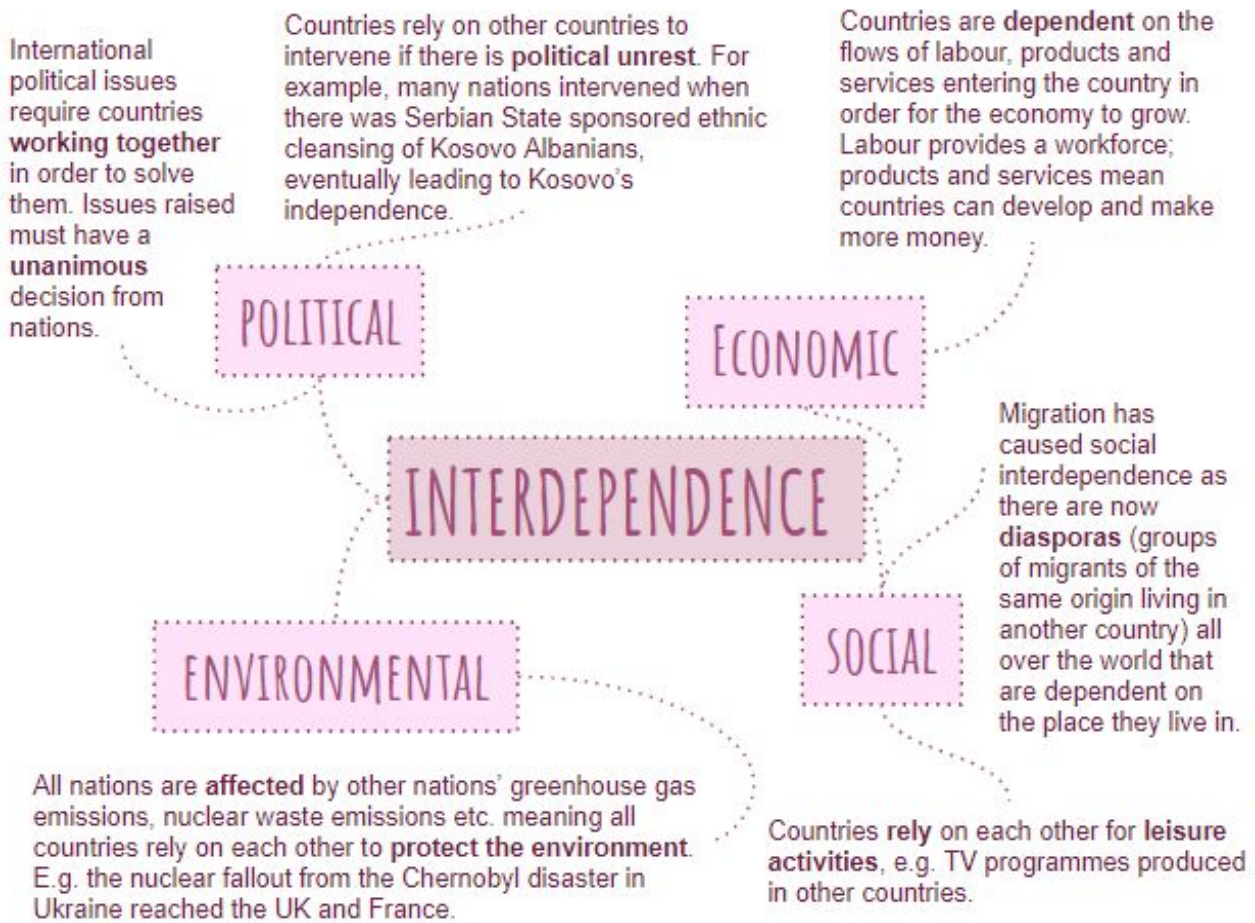 International
political issues
require countries
working together
in order to solve
them. Issues raised
must have a
unanimous
decision from
nations.
Countries rely on other countries to
intervene if there is political unrest. For
example, many nations intervened when
there was Serbian State sponsored ethnic
cleansing of Kosovo Albanians,
eventually leading to Kosovo's
independence.
Countries are dependent on the
flows of labour, products and
services entering the country in
order for the economy to grow.
Labour provides a workforce;
products and services mean
countries can develop and make
more money.
POLITICAL
ECONOMIC
INTERDEPENDENCE
Migration has
caused social
interdependence as
there are now
diasporas (groups
of migrants of the
same origin living in
another country) all
over the world that
are dependent on
the place they live in.
ENVIRONMENTAL
SOCIAL
All nations are affected by other nations' greenhouse gas
emissions, nuclear waste emissions etc. meaning all
countries rely on each other to protect the environment.
E.g. the nuclear fallout from the Chernobyl disaster in
Ukraine reached the UK and France.
Countries rely on each other for leisure
activities, e.g. TV programmes produced
in other countries.